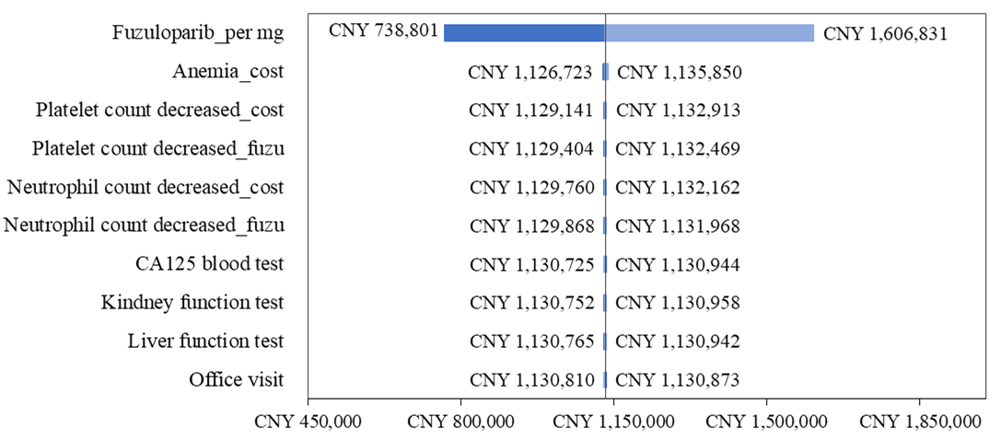 Fuzuloparib_per mg CNY 738,801 CNY 1,606,831
Anemia_cost CNY 1,126,723 CNY 1,135,850
Platelet count decreased_cost CNY 1,129,141 CNY 1,132,913
Platelet count decreased_fuzu CNY 1,129,404 CNY 1,132,469
Neutrophil count decreased_cost CNY 1,129,760 CNY 1,132,162
Neutrophil count decreased_fuzu CNY 1,129,868 CNY 1,131,968
CA125 blood test CNY 1,130,725 CNY 1,130,944
Kindney function test CNY 1,130,752 CNY 1,130,958
Liver function test CNY 1,130,765 CNY 1,130,942
Office visit CNY 1,130,810 CNY 1,130,873
CNY 450,000 CNY 800,000 CNY 1,150,000 CNY 1,500,000 CNY 1,850,000